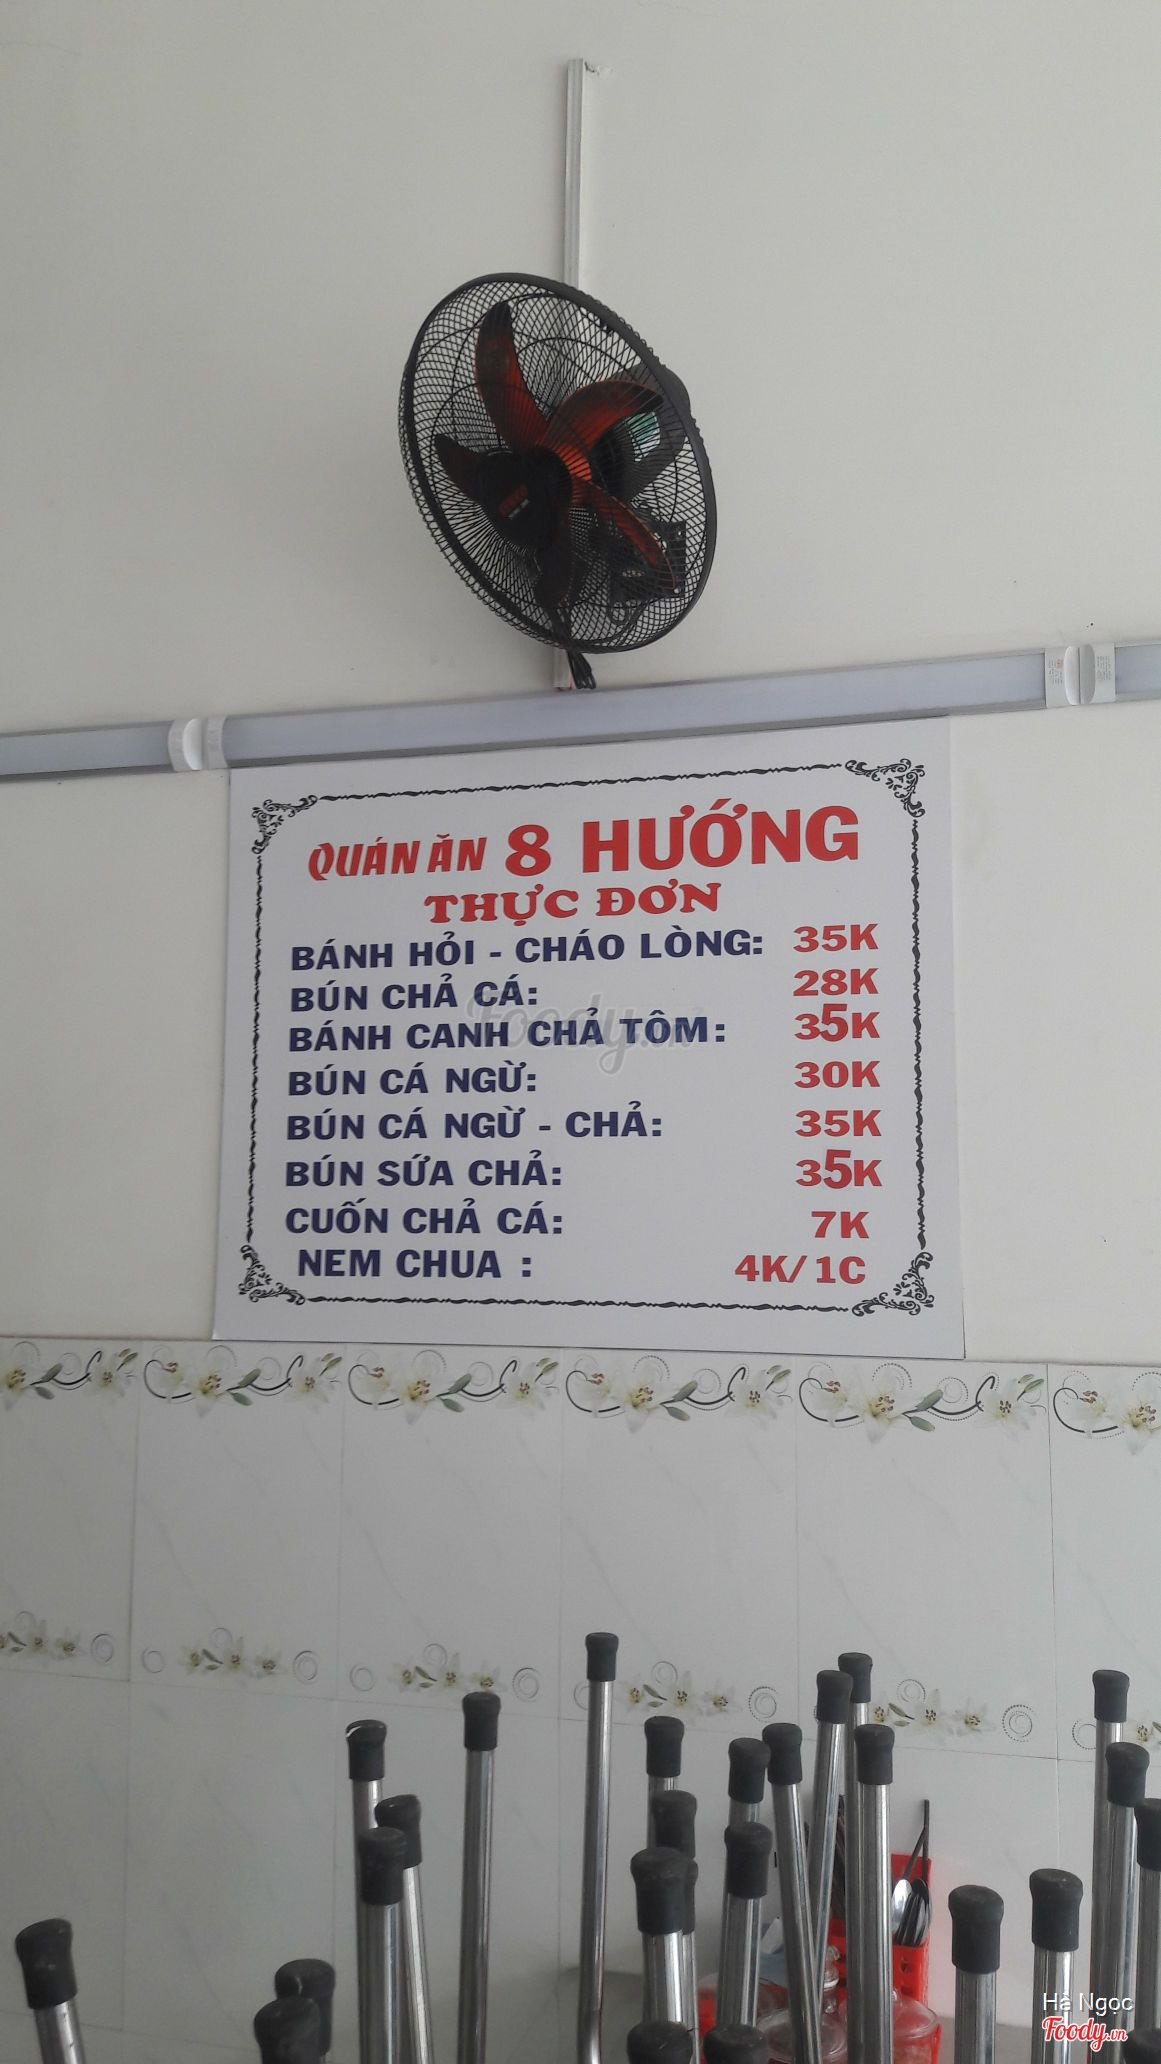 QUÁN ĂN 8 HƯỚNG
THỰC ĐƠN
BÁNH HỎI - CHÁO LÒNG: 35K
BÚN CHẢ CÁ: 28K
BÁNH CANH CHẢ TÔM: 35K
BÚN CÁ NGỪ: 30K
BÚN CÁ NGỪ - CHẢ: 35K
BÚN SỨA CHẢ: 35K
CUỐN CHẢ CÁ: 7K
NEM CHUA : 4K/1C
Foody.vn
Hà Ngọc
Foody.vn